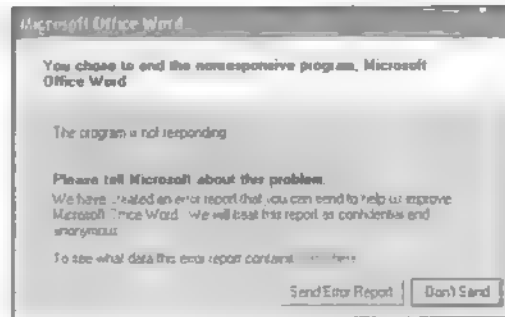 Microsoft Office Word
You chose to end the nonresponsive program, Microsoft
Office Word
The program is not responding
Please tell Microsoft about this problem.
We have created an error report that you can send to help us improve
Microsoft Office Word. We will treat this report as confidential and
anonymous
To see what data this error report contains,
Send Error Report
Don't Send